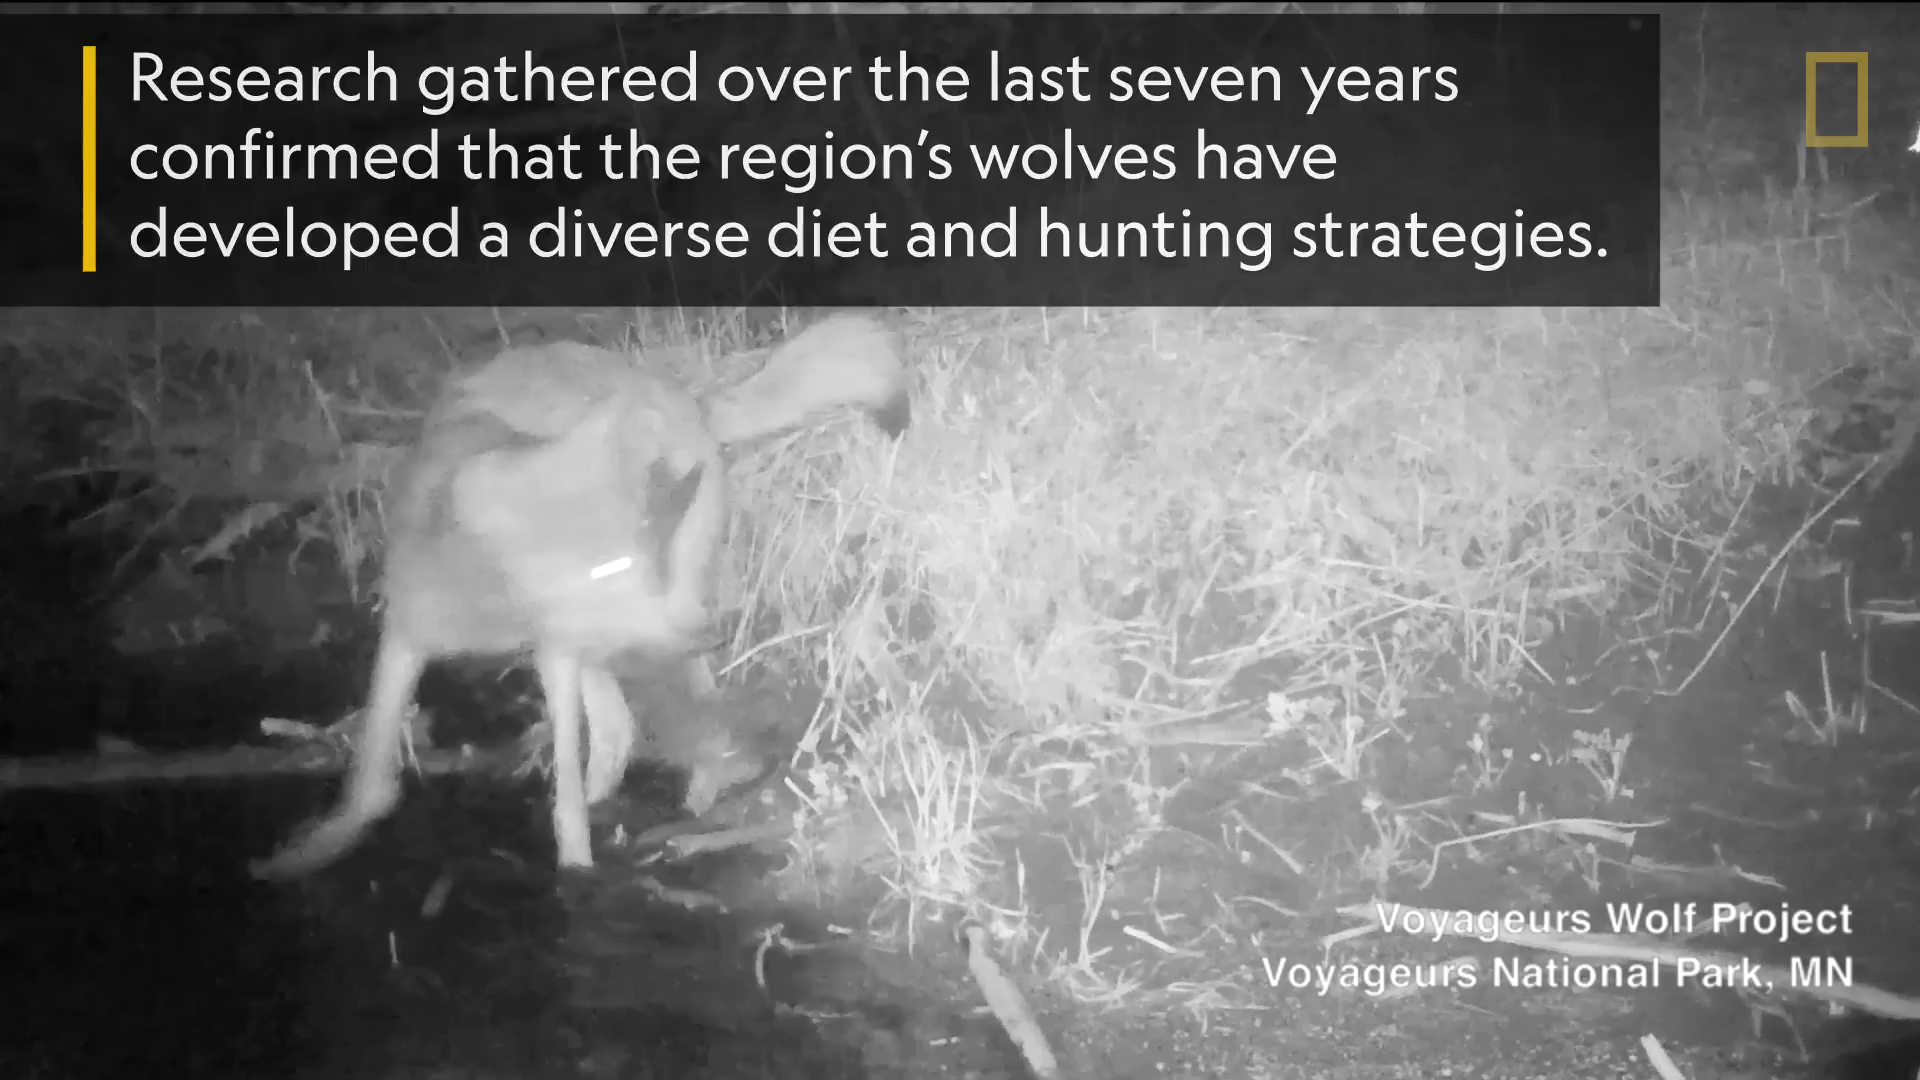 Research gathered over the last seven years
confirmed that the region’s wolves have
developed a diverse diet and hunting strategies.
Voyageurs Wolf Project
Voyageurs National Park, MN